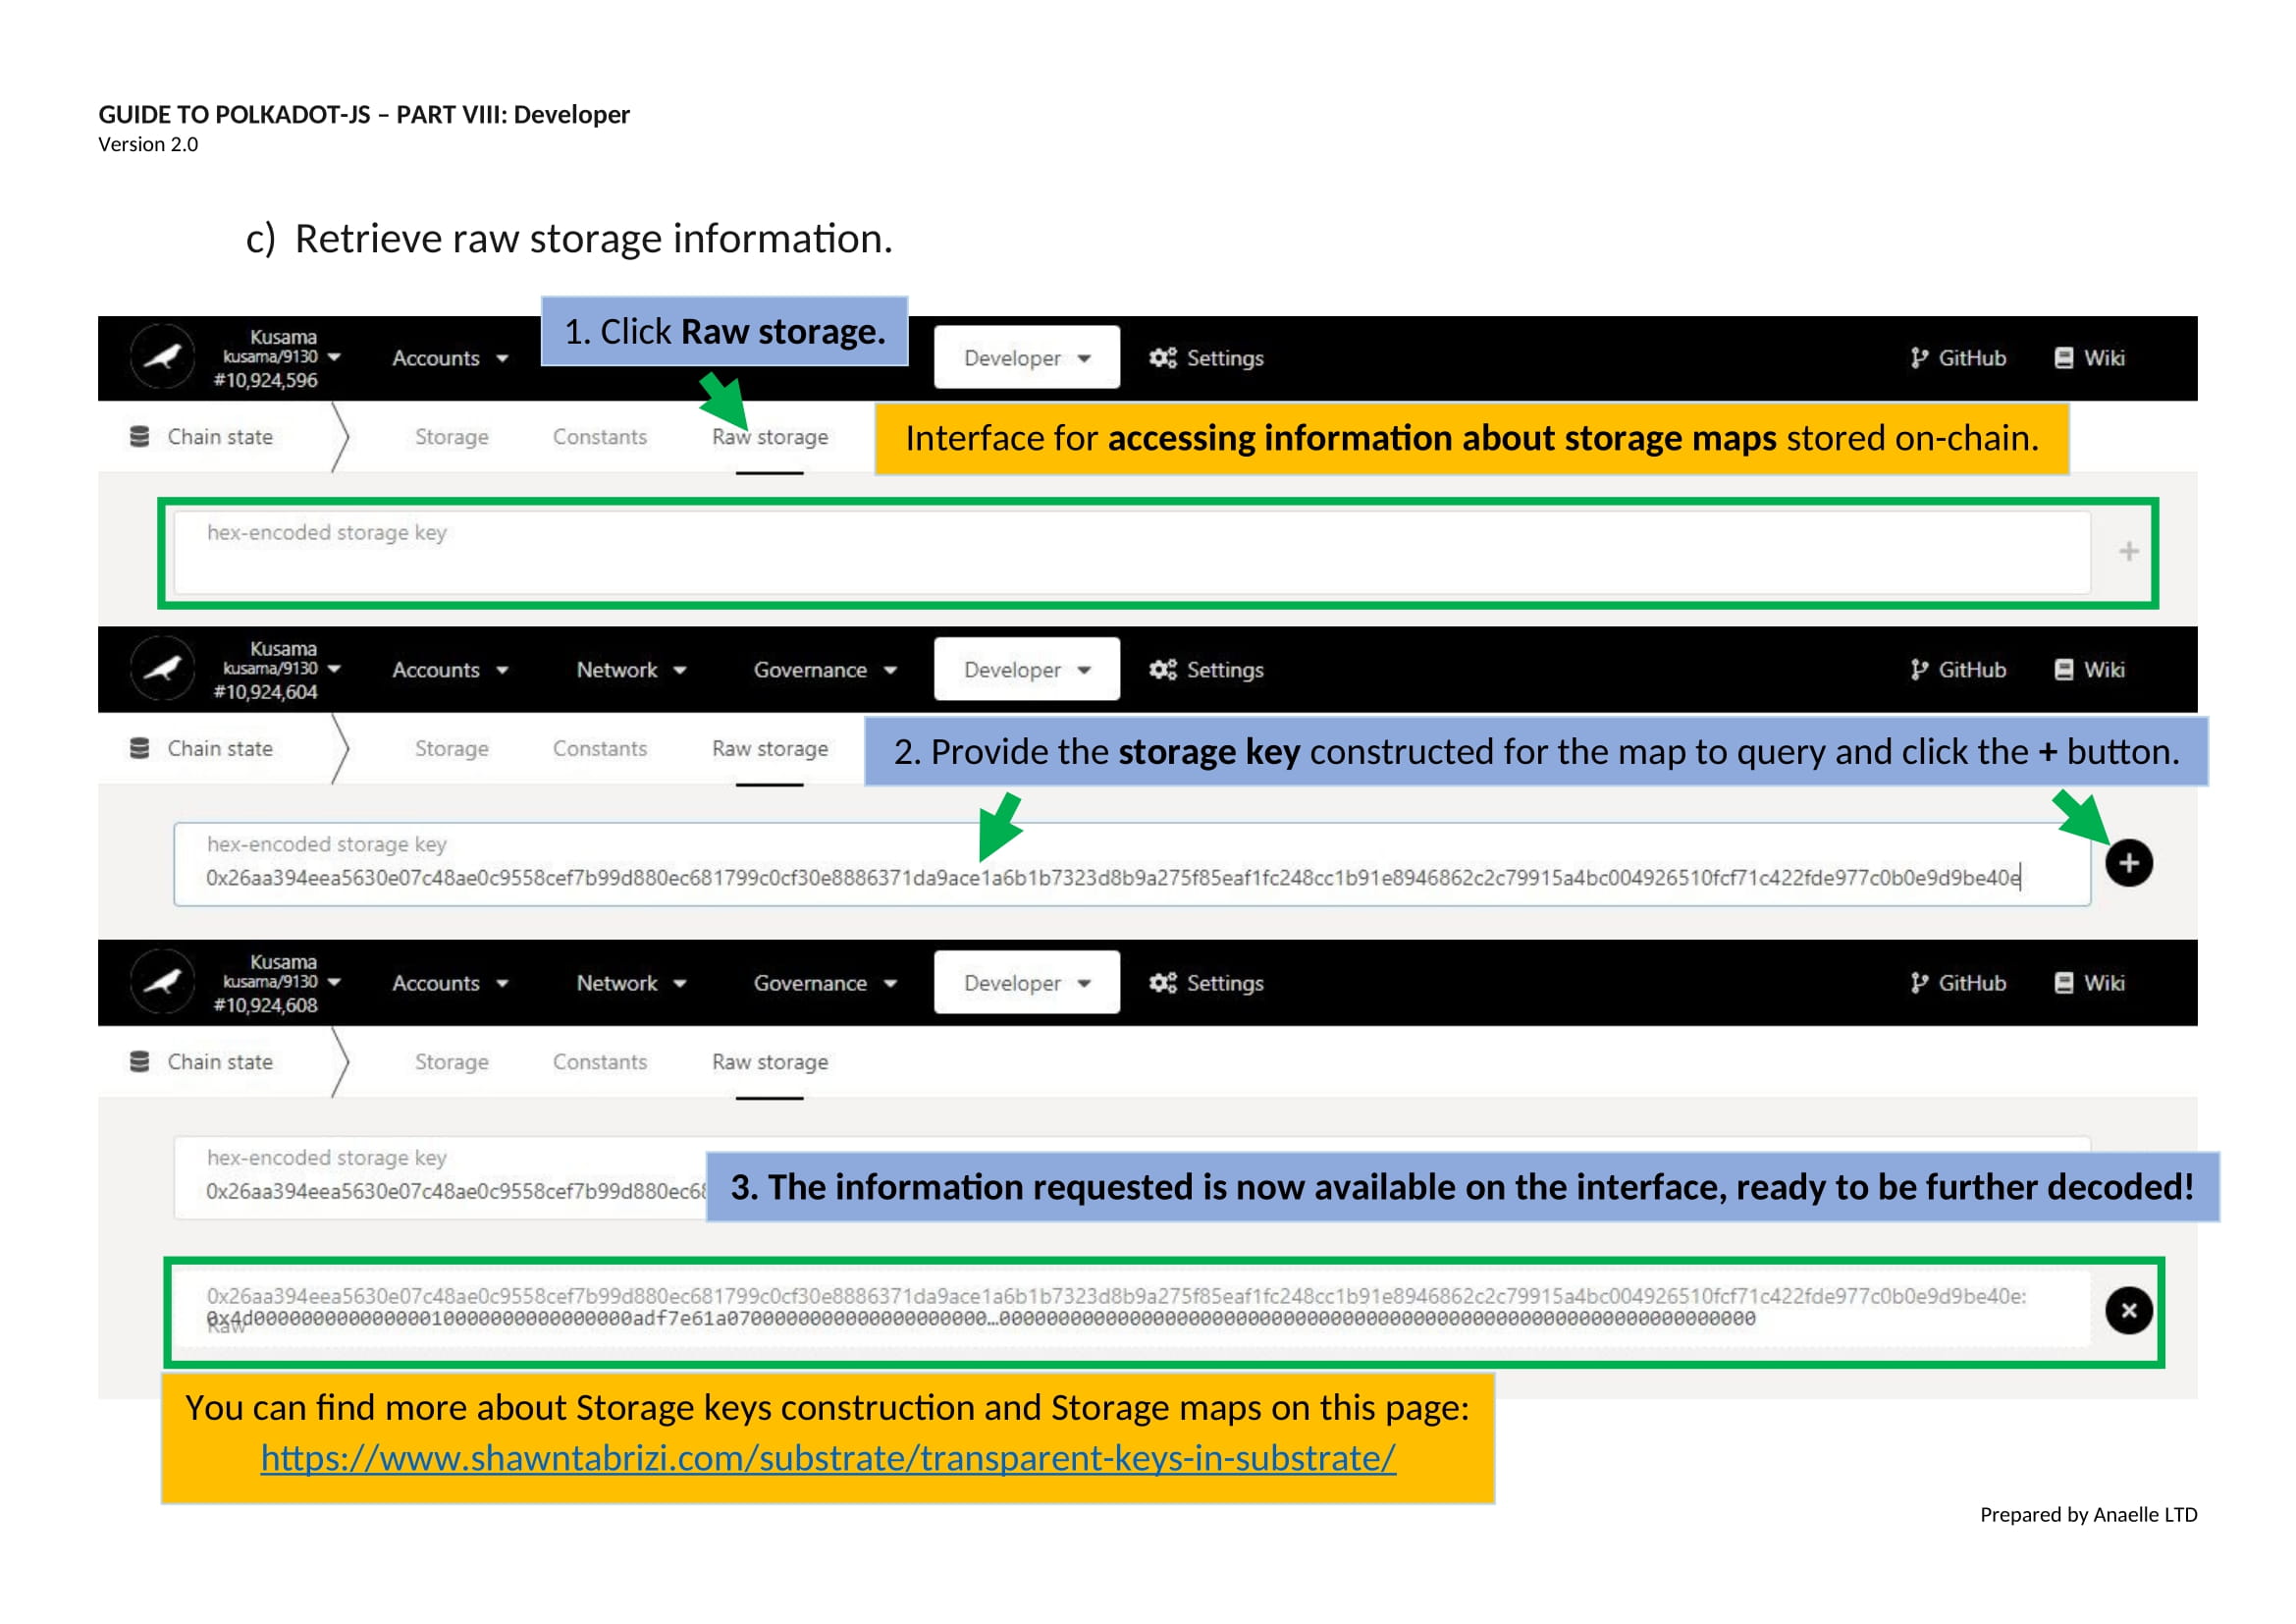 GUIDE TO POLKADOT-JS – PART VIII: Developer
Version 2.0
c) Retrieve raw storage information.
1. Click Raw storage.
Kusama
kusama/9130
#10,924,596
Accounts
Developer
Settings
GitHub
Wiki
Chain state
Storage
Constants
Raw storage
Interface for accessing information about storage maps stored on-chain.
hex-encoded storage key
+
Kusama
kusama/9130
#10,924,604
Accounts
Network
Governance
Developer
Settings
GitHub
Wiki
Chain state
Storage
Constants
Raw storage
2. Provide the storage key constructed for the map to query and click the + button.
hex-encoded storage key
0x26aa394eea5630e07c48ae0c9558cef7b99d880ec681799c0cf30e8886371da9ace1a6b1b7323d8b9a275f85eaf1fc248cc1b91e8946862c2c79915a4bc004926510fcf71c422fde977c0b0e9d9be40e
+
Kusama
kusama/9130
#10,924,608
Accounts
Network
Governance
Developer
Settings
GitHub
Wiki
Chain state
Storage
Constants
Raw storage
hex-encoded storage key
0x26aa394eea5630e07c48ae0c9558cef7b99d880ec68
3. The information requested is now available on the interface, ready to be further decoded!
0x26aa394eea5630e07c48ae0c9558cef7b99d880ec681799c0cf30e8886371da9ace1a6b1b7323d8b9a275f85eaf1fc248cc1b91e8946862c2c79915a4bc004926510fcf71c422fde977c0b0e9d9be40e:
Raw
You can find more about Storage keys construction and Storage maps on this page:
https://www.shawntabrizi.com/substrate/transparent-keys-in-substrate/
Prepared by Anaelle LTD